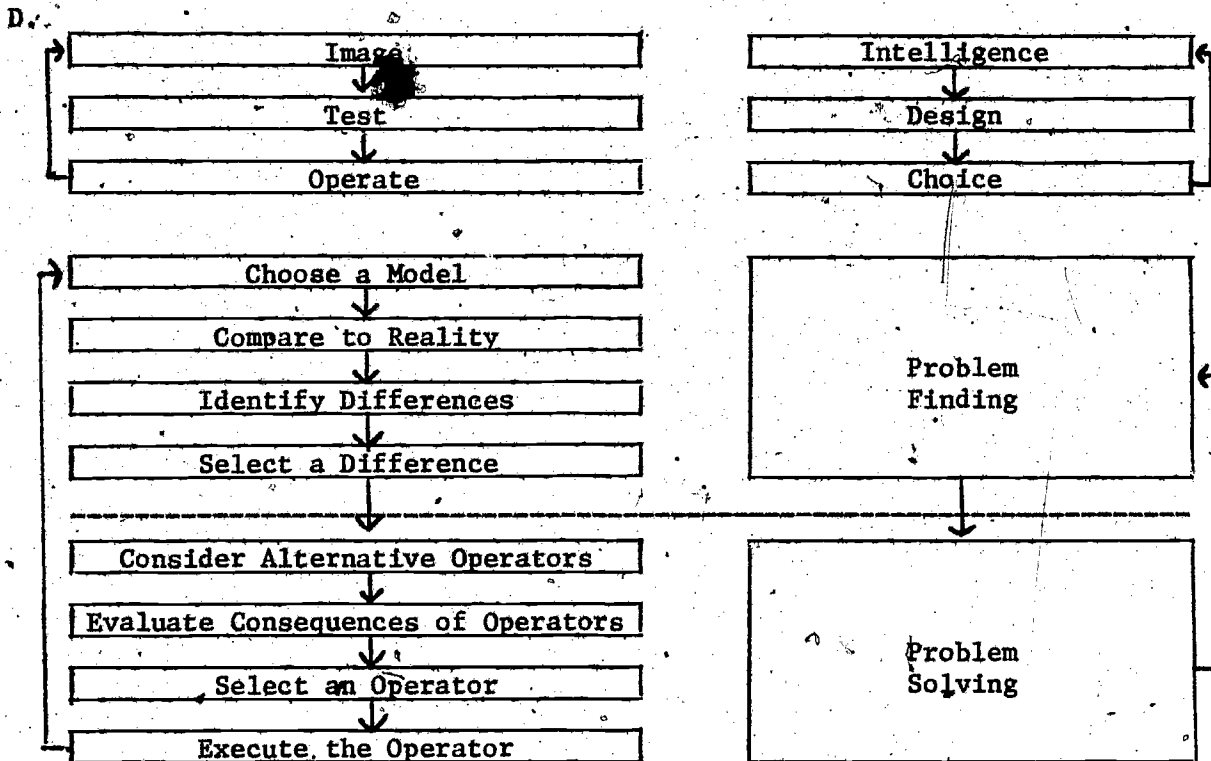 D.
Image
Test
Operate
Intelligence
Design
Choice
Choose a Model
Compare to Reality
Identify Differences
Select a Difference
Consider Alternative Operators
Evaluate Consequences of Operators
Select an Operator
Execute the Operator
Problem
Finding
Problem
Solving